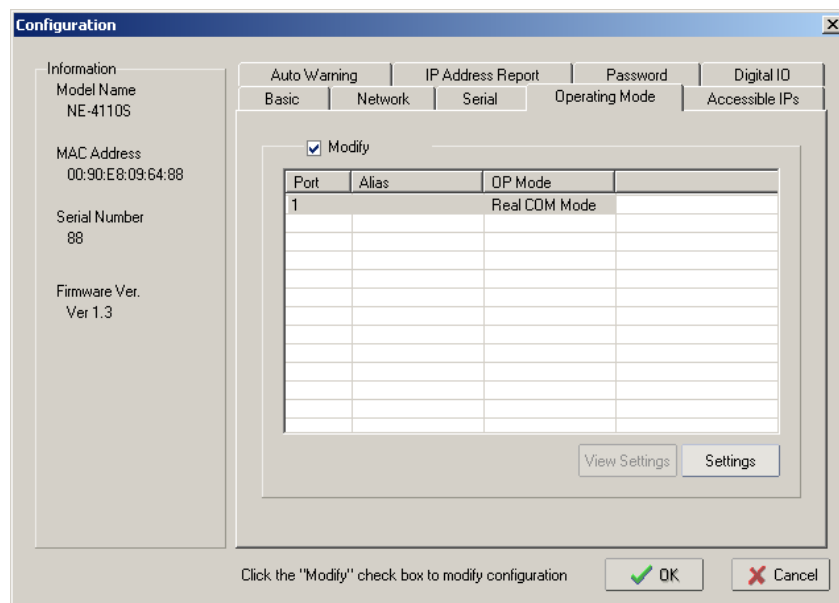 Configuration
Information
Model Name
NE-4110S
MAC Address
00:90:E8:09:64:88
Serial Number
88
Firmware Ver.
Ver 1.3
Auto Warning IP Address Report Password Digital IO
Basic Network Serial Operating Mode Accessible IPs
Modify
Port Alias OP Mode
1 Real COM Mode
View Settings Settings
Click the "Modify" check box to modify configuration OK Cancel